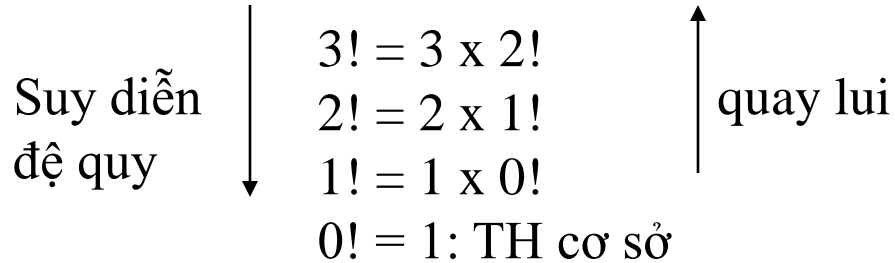 Suy diễn
đệ quy
3! = 3 x 2!
2! = 2 x 1!
1! = 1 x 0!
0! = 1: TH cơ sở
quay lui